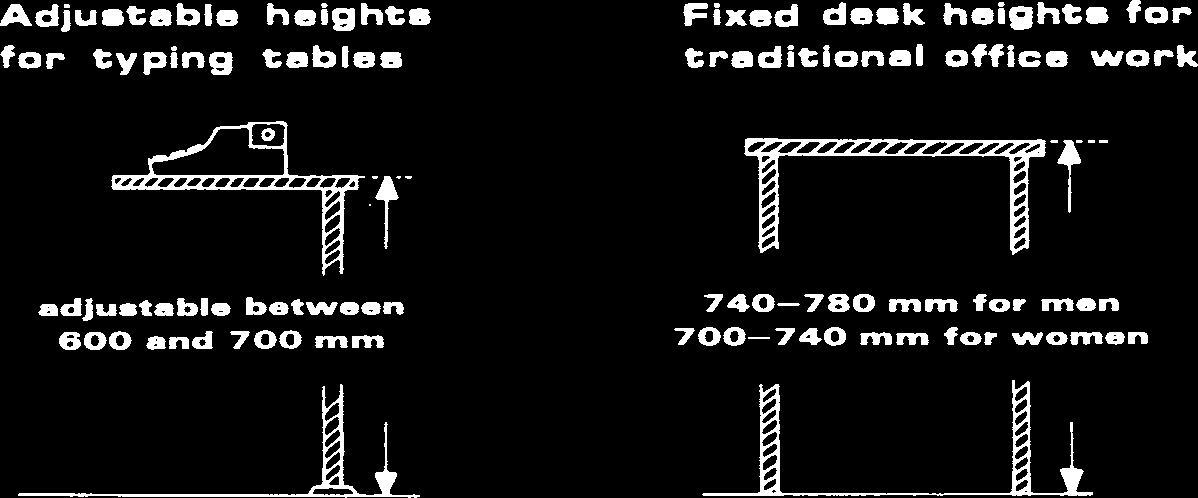 Adjustable heights
for typing tables
adjustable between
600 and 700 mm
Fixed desk heights for
traditional office work
740–780 mm for men
700–740 mm for women